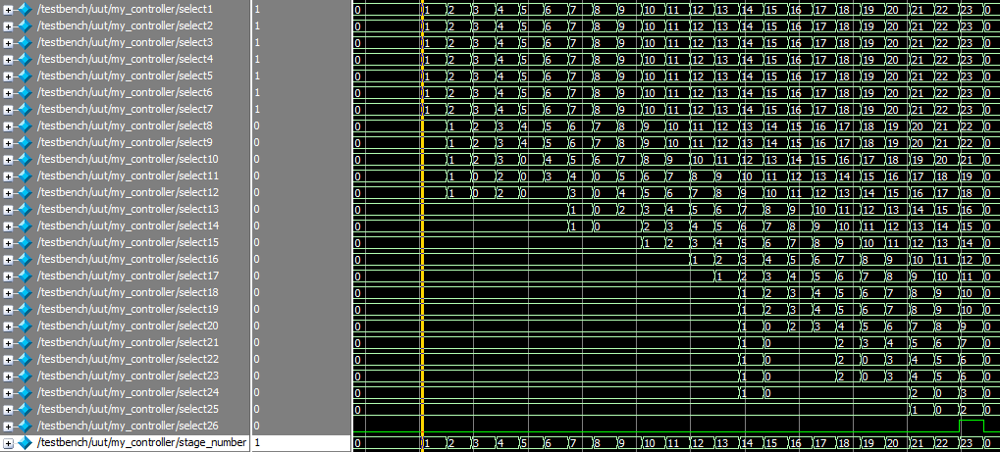 /testbench/uut/my_controller/select1 1 0 1 2 3 4 5 6 7 8 9 10 11 12 13 14 15 16 17 18 19 20 21 22 23 0
/testbench/uut/my_controller/select2 1 0 1 2 3 4 5 6 7 8 9 10 11 12 13 14 15 16 17 18 19 20 21 22 23 0
/testbench/uut/my_controller/select3 1 0 1 2 3 4 5 6 7 8 9 10 11 12 13 14 15 16 17 18 19 20 21 22 23 0
/testbench/uut/my_controller/select4 1 0 1 2 3 4 5 6 7 8 9 10 11 12 13 14 15 16 17 18 19 20 21 22 23 0
/testbench/uut/my_controller/select5 1 0 1 2 3 4 5 6 7 8 9 10 11 12 13 14 15 16 17 18 19 20 21 22 23 0
/testbench/uut/my_controller/select6 1 0 1 2 3 4 5 6 7 8 9 10 11 12 13 14 15 16 17 18 19 20 21 22 23 0
/testbench/uut/my_controller/select7 1 0 1 2 3 4 5 6 7 8 9 10 11 12 13 14 15 16 17 18 19 20 21 22 23 0
/testbench/uut/my_controller/select8 0 0 1 2 3 4 5 6 7 8 9 10 11 12 13 14 15 16 17 18 19 20 21 22 0
/testbench/uut/my_controller/select9 0 0 1 2 3 4 5 6 7 8 9 10 11 12 13 14 15 16 17 18 19 20 21 22 0
/testbench/uut/my_controller/select10 0 0 1 2 3 0 4 5 6 7 8 9 10 11 12 13 14 15 16 17 18 19 20 21 0
/testbench/uut/my_controller/select11 0 0 1 0 2 0 3 4 0 5 6 7 8 9 10 11 12 13 14 15 16 17 18 19 0
/testbench/uut/my_controller/select12 0 0 1 0 2 0 3 0 4 5 6 7 8 9 10 11 12 13 14 15 16 17 18 0
/testbench/uut/my_controller/select13 0 0 1 0 2 3 4 5 6 7 8 9 10 11 12 13 14 15 16 0
/testbench/uut/my_controller/select14 0 0 1 0 2 3 4 5 6 7 8 9 10 11 12 13 14 15 0
/testbench/uut/my_controller/select15 0 0 1 2 3 4 5 6 7 8 9 10 11 12 13 14 0
/testbench/uut/my_controller/select16 0 0 1 2 3 4 5 6 7 8 9 10 11 12 0
/testbench/uut/my_controller/select17 0 0 1 2 3 4 5 6 7 8 9 10 11 0
/testbench/uut/my_controller/select18 0 0 1 2 3 4 5 6 7 8 9 10 0
/testbench/uut/my_controller/select19 0 0 1 2 3 4 5 6 7 8 9 10 0
/testbench/uut/my_controller/select20 0 0 1 0 2 3 4 5 6 7 8 9 0
/testbench/uut/my_controller/select21 0 0 1 0 2 3 4 5 6 7 0
/testbench/uut/my_controller/select22 0 0 1 0 2 0 3 4 5 6 0
/testbench/uut/my_controller/select23 0 0 1 0 2 0 3 4 5 6 0
/testbench/uut/my_controller/select24 0 0 1 0 2 0 3 0
/testbench/uut/my_controller/select25 0 0 1 0 2 0
/testbench/uut/my_controller/select26 0
/testbench/uut/my_controller/stage_number 1 0 1 2 3 4 5 6 7 8 9 10 11 12 13 14 15 16 17 18 19 20 21 22 23 0